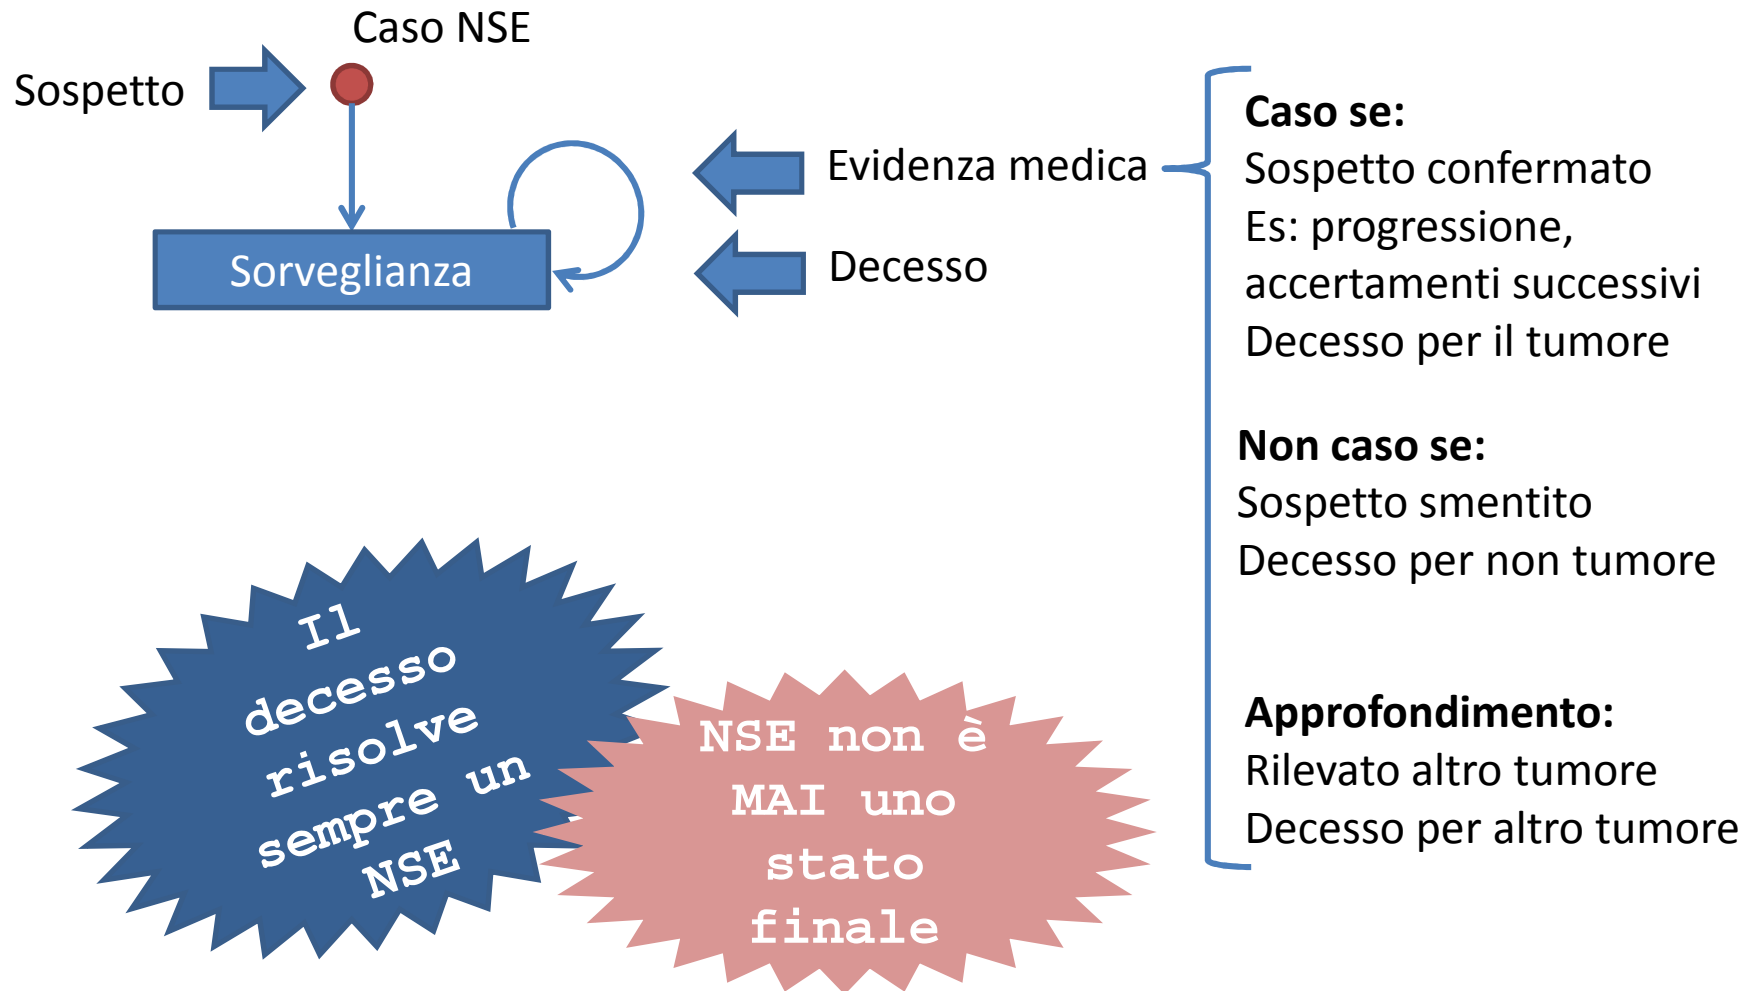 Caso NSE
Sospetto
Sorveglianza
Evidenza medica
Decesso
Caso se:
Sospetto confermato
Es: progressione,
accertamenti successivi
Decesso per il tumore
Non caso se:
Sospetto smentito
Decesso per non tumore
Approfondimento:
Rilevato altro tumore
Decesso per altro tumore
Il
decesso
risolve
sempre un
NSE
NSE non è
MAI uno
stato
finale